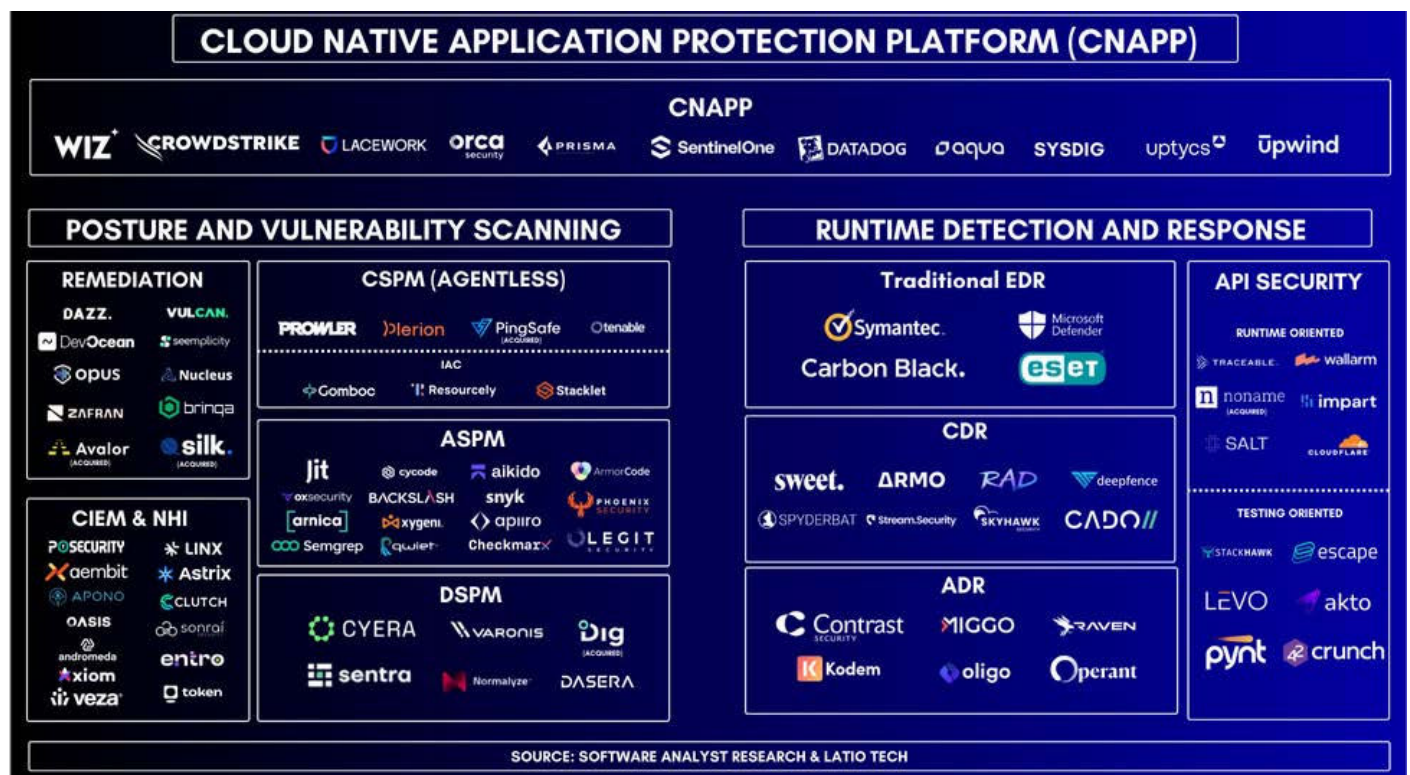 CLOUD NATIVE APPLICATION PROTECTION PLATFORM (CNAPP)
CNAPP
WIZ CROWDSTRIKE LACEWORK orca security PRISMA SentinelOne DATADOG aqua SYSDIG uptycs upwind
POSTURE AND VULNERABILITY SCANNING
REMEDIATION
DAZZ. VULCAN.
DevOcean seemplicity
opus Nucleus
ZAFRAN brinqa
Avalor silk.
(ACQUIRED) (ACQUIRED)
CIEM & NHI
P0SECURITY LINX
aembit Astrix
APONO CLUTCH
OASIS sonrai
andromeda entro
axiom
veza token
CSPM (AGENTLESS)
PROWLER Plerion PingSafe tenable
(ACQUIRED)
IAC
Gomboc Resourcely Stacklet
ASPM
Jit cycode aikido ArmorCode
oxsecurity BACKSLASH snyk PHOENIX SECURITY
[arnica] xygeni. apiiro LEGIT SECURITY
Semgrep qwiet Checkmarx
DSPM
CYERA VARONIS Dig
(ACQUIRED)
sentra Normalyze DASERA
RUNTIME DETECTION AND RESPONSE
Traditional EDR
Symantec. Microsoft Defender
Carbon Black. eseT
CDR
sweet. ARMO RAD deepfence
SPYDERBAT Stream.Security SKYHAWK SECURITY CADO//
ADR
Contrast SECURITY MIGGO RAVEN
Kodem oligo Operant
API SECURITY
RUNTIME ORIENTED
TRACEABLE. wallarm
n noname impart
(ACQUIRED)
SALT CLOUDFLARE
TESTING ORIENTED
STACKHAWK escape
LEVO akto
pynt 42 crunch
SOURCE: SOFTWARE ANALYST RESEARCH & LATIO TECH